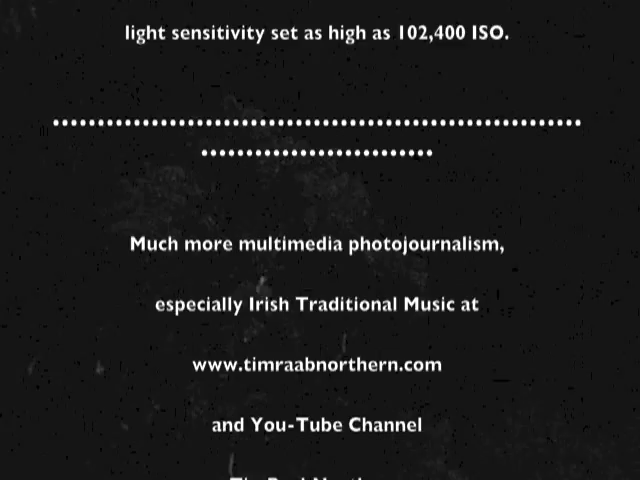 light sensitivity set as high as 102,400 ISO.
...........................................................
..........................
Much more multimedia photojournalism,
especially Irish Traditional Music at
www.timraabnorthern.com
and You-Tube Channel